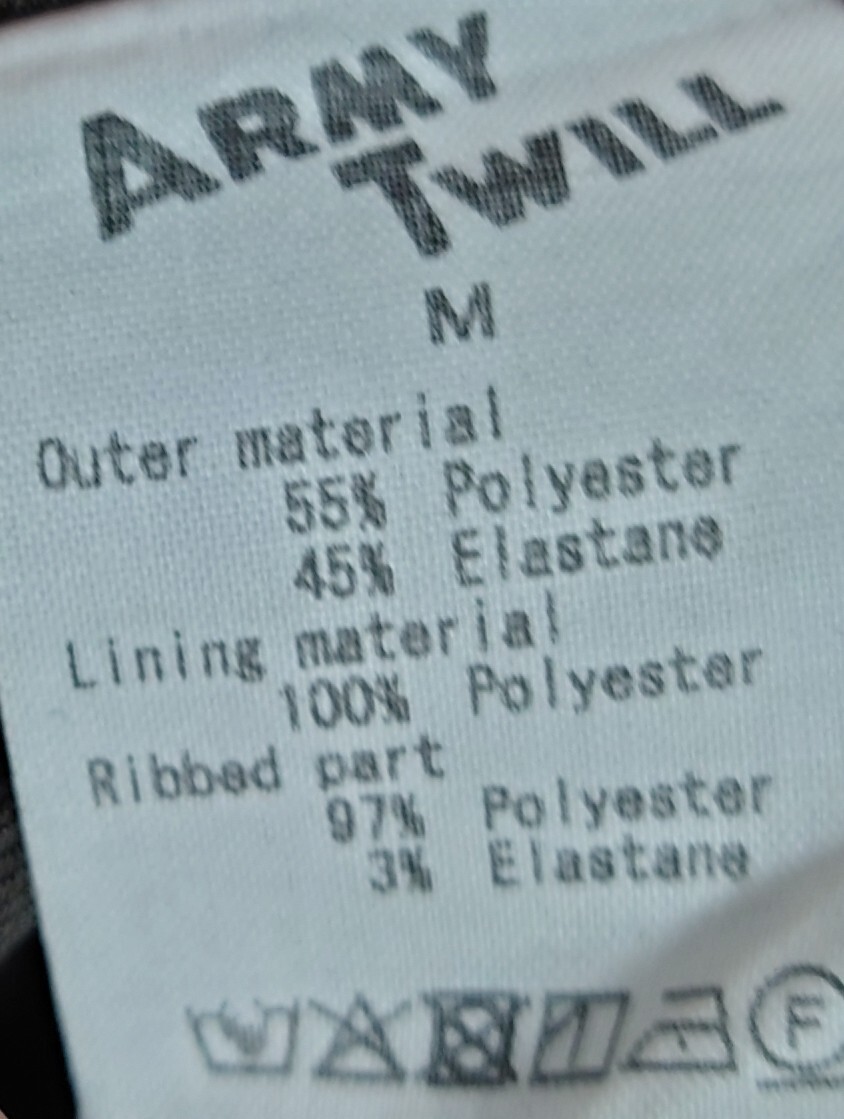 ARMY
TWILL
M
Outer material
55% Polyester
45% Elastane
Lining material
100% Polyester
Ribbed part
97% Polyester
3% Elastane
F